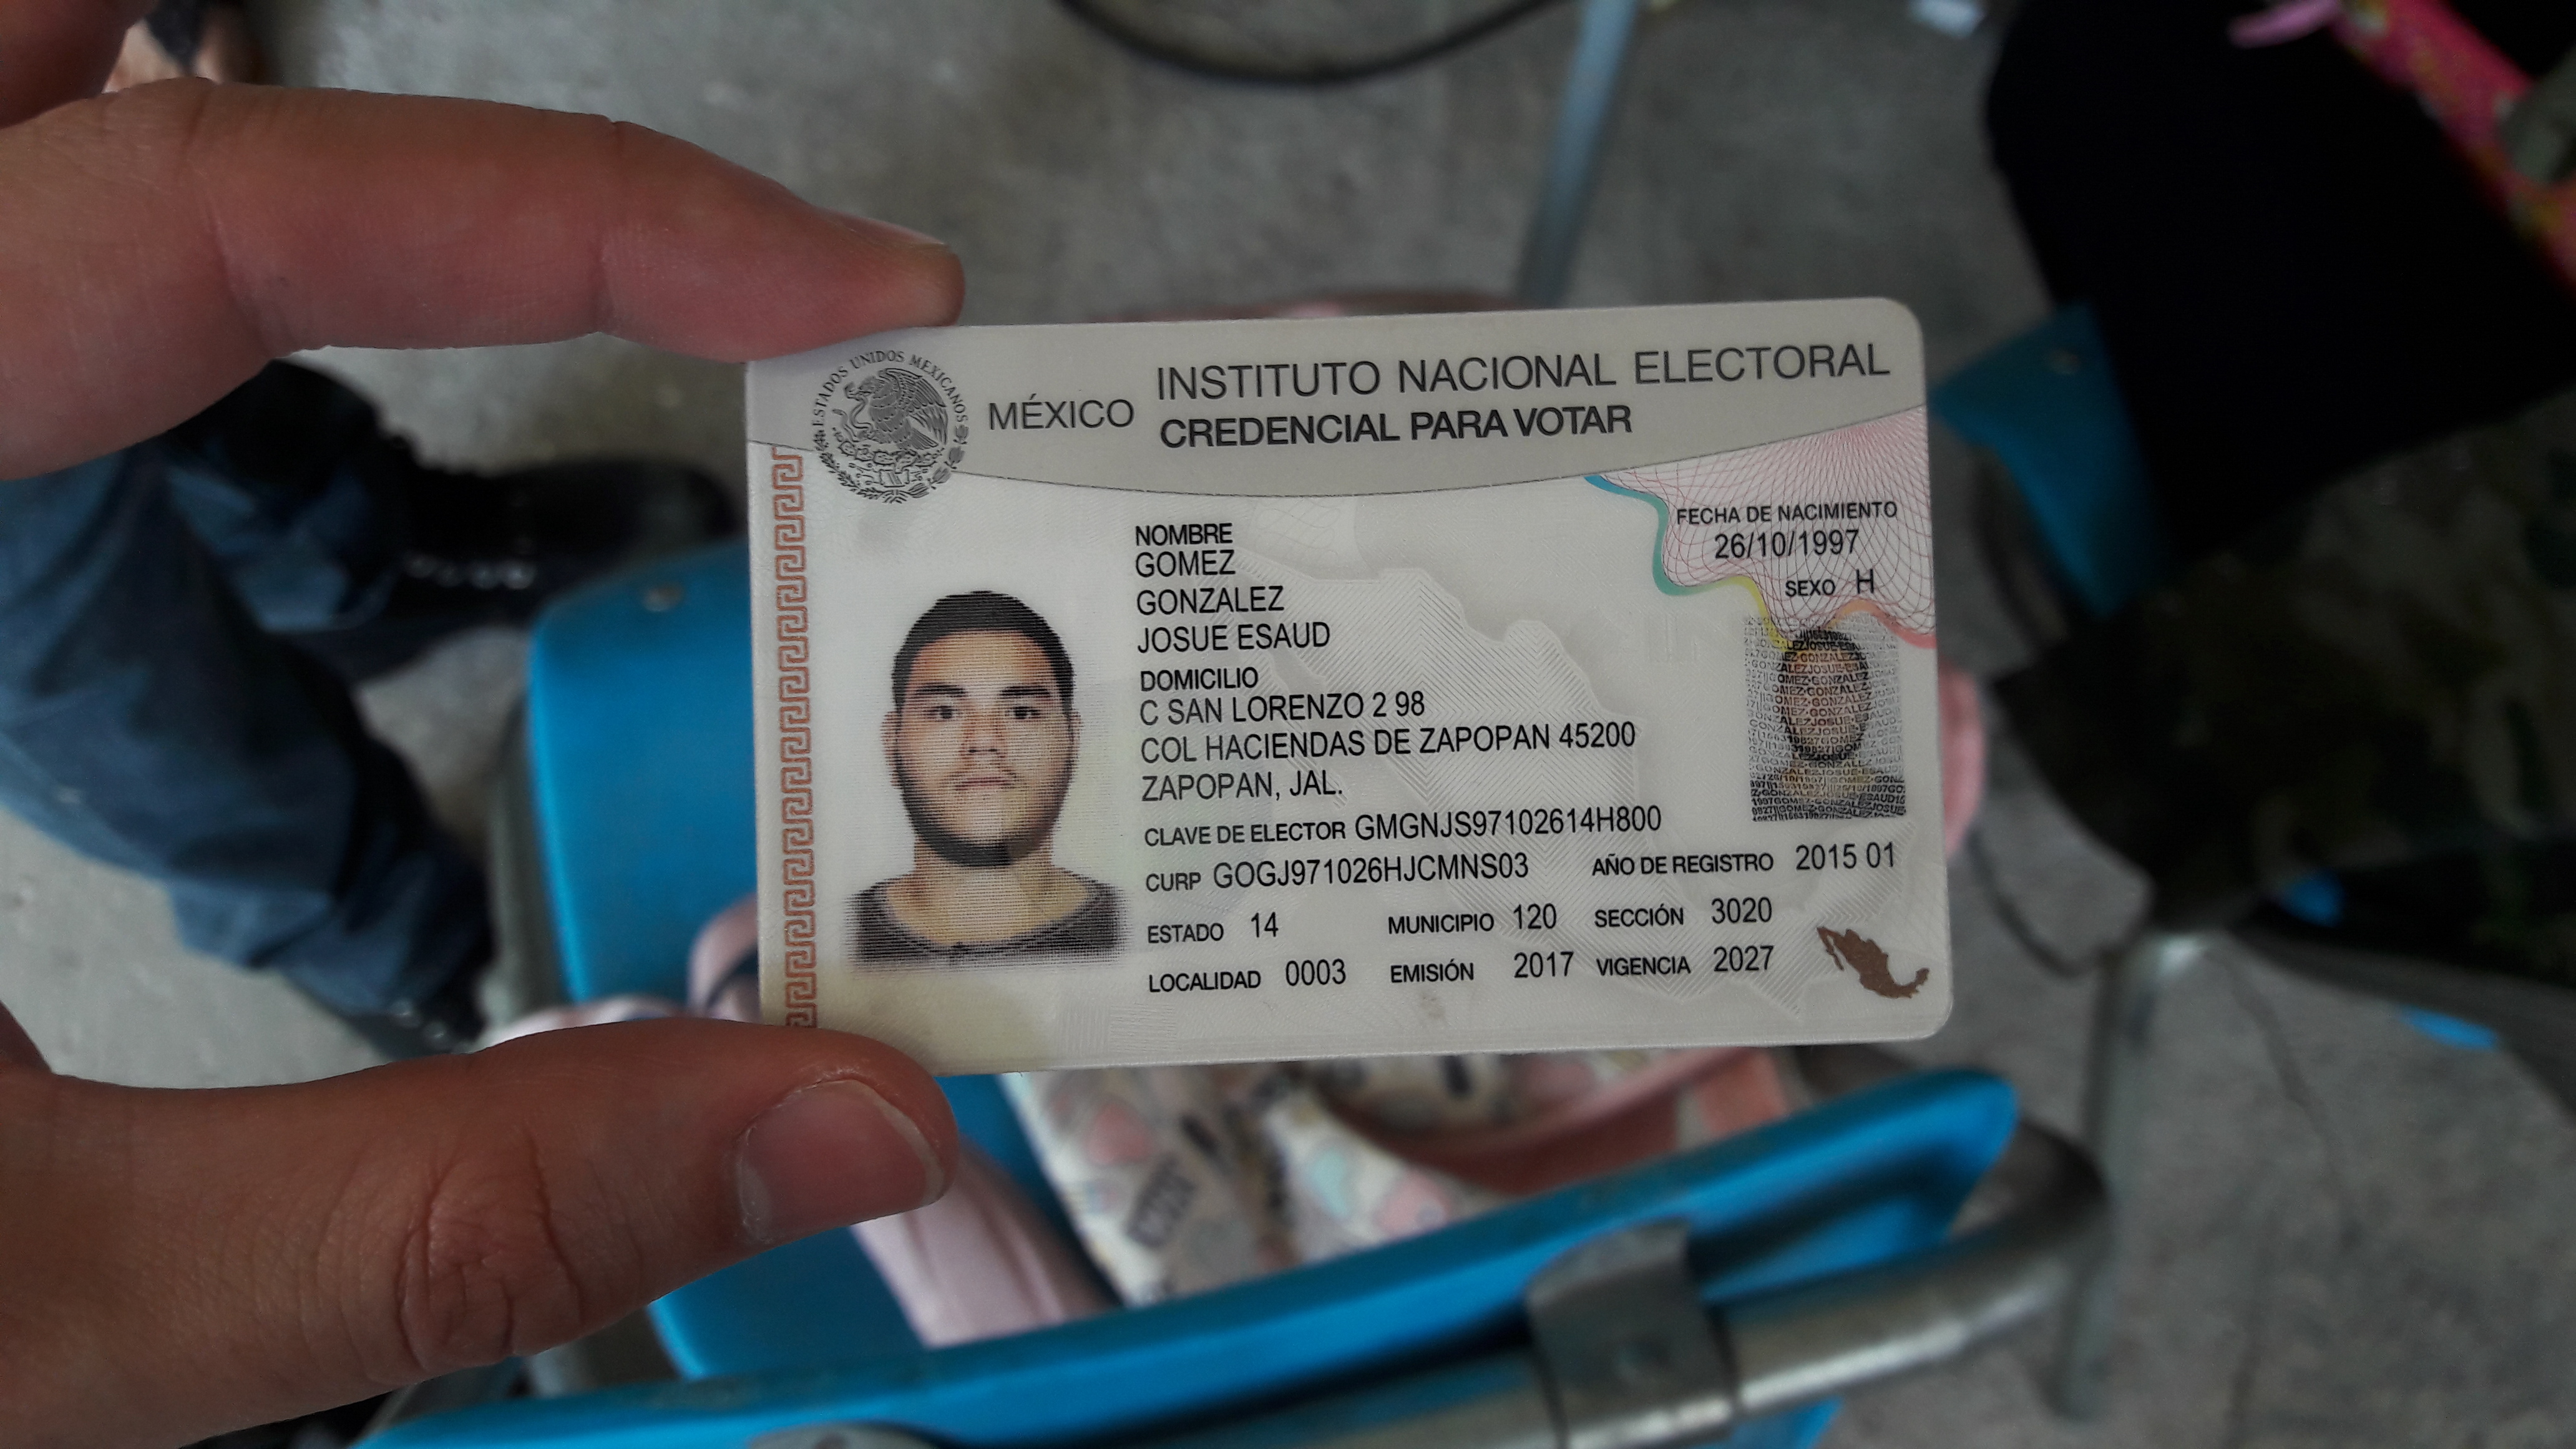 MÉXICO
INSTITUTO NACIONAL ELECTORAL
CREDENCIAL PARA VOTAR
ESTADOS UNIDOS MEXICANOS
NOMBRE
GOMEZ
GONZALEZ
JOSUE ESAUD
FECHA DE NACIMIENTO
26/10/1997
SEXO H
DOMICILIO
C SAN LORENZO 2 98
COL HACIENDAS DE ZAPOPAN 45200
ZAPOPAN, JAL.
CLAVE DE ELECTOR GMGNJS97102614H800
CURP GOGJ971026HJCMNS03 AÑO DE REGISTRO 2015 01
ESTADO 14 MUNICIPIO 120 SECCIÓN 3020
LOCALIDAD 0003 EMISIÓN 2017 VIGENCIA 2027